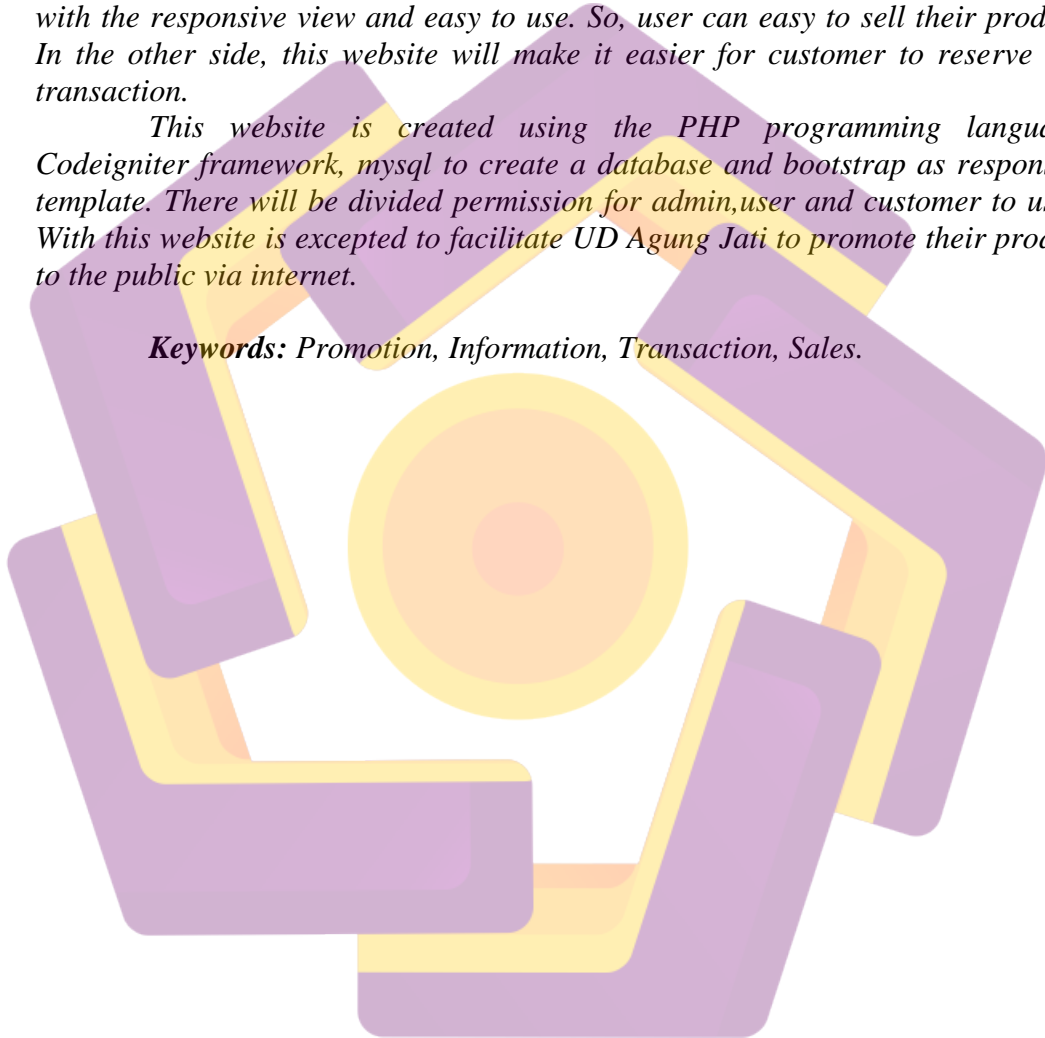 with the responsive view and easy to use. So, user can easy to sell their prod
In the other side, this website will make it easier for customer to reserve
transaction.
This website is created using the PHP programming langua
Codeigniter framework, mysql to create a database and bootstrap as respon
template. There will be divided permission for admin,user and customer to u
With this website is excepted to facilitate UD Agung Jati to promote their prod
to the public via internet.
Keywords: Promotion, Information, Transaction, Sales.